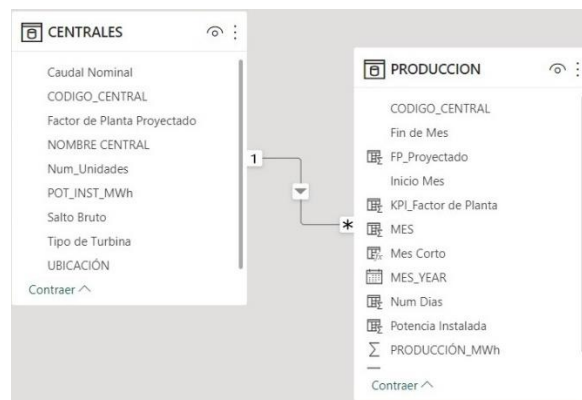 CENTRALES
Caudal Nominal
CODIGO_CENTRAL
Factor de Planta Proyectado
NOMBRE CENTRAL
Num_Unidades
POT_INST_MWh
Salto Bruto
Tipo de Turbina
UBICACIÓN
Contraer
1
*
PRODUCCION
CODIGO_CENTRAL
Fin de Mes
FP_Proyectado
Inicio Mes
KPI_Factor de Planta
MES
Mes Corto
MES_YEAR
Num Dias
Potencia Instalada
PRODUCCIÓN_MWh
Contraer